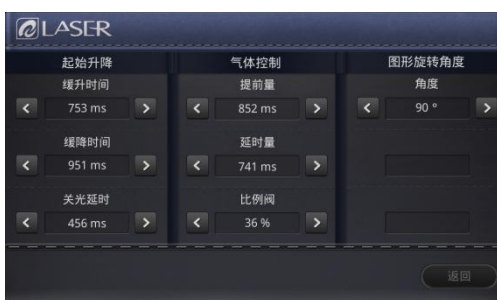 LASER
起始升降 气体控制 图形旋转角度
缓升时间 提前量 角度
753 ms 852 ms 90 °
缓降时间 延时量
951 ms 741 ms
关光延时 比例阀
456 ms 36 %
返回